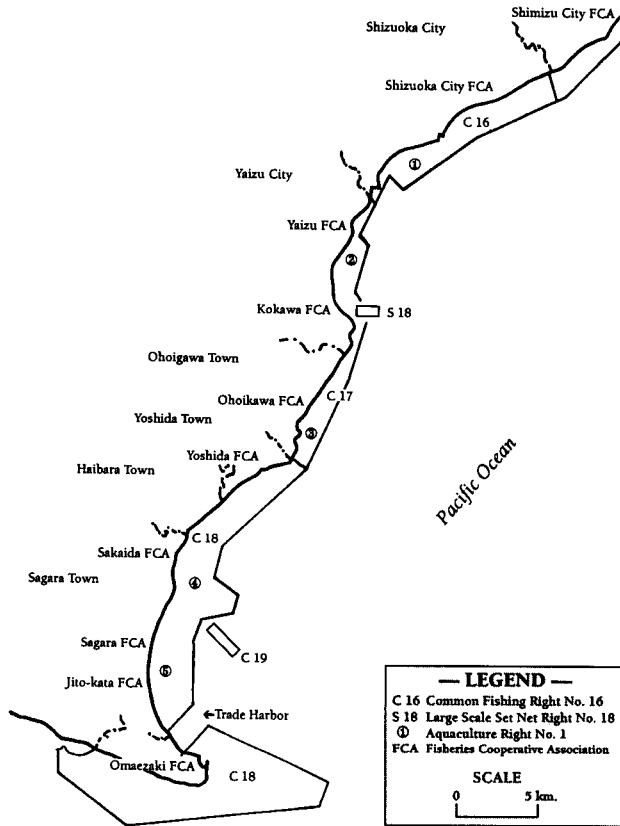 Shimizu City FCA
Shizuoka City
Shizuoka City FCA
C 16
①
Yaizu City
Yaizu FCA
②
Kokawa FCA
S 18
Ohoigawa Town
Ohoikawa FCA
C 17
Yoshida Town
③
Yoshida FCA
Haibara Town
Pacific Ocean
C 18
Sakaida FCA
Sagara Town
④
Sagara FCA
C 19
⑤
Jito-kata FCA
←Trade Harbor
Omaezaki FCA
C 18
— LEGEND —
C 16 Common Fishing Right No. 16
S 18 Large Scale Set Net Right No. 18
① Aquaculture Right No. 1
FCA Fisheries Cooperative Association
SCALE
0 5 km.